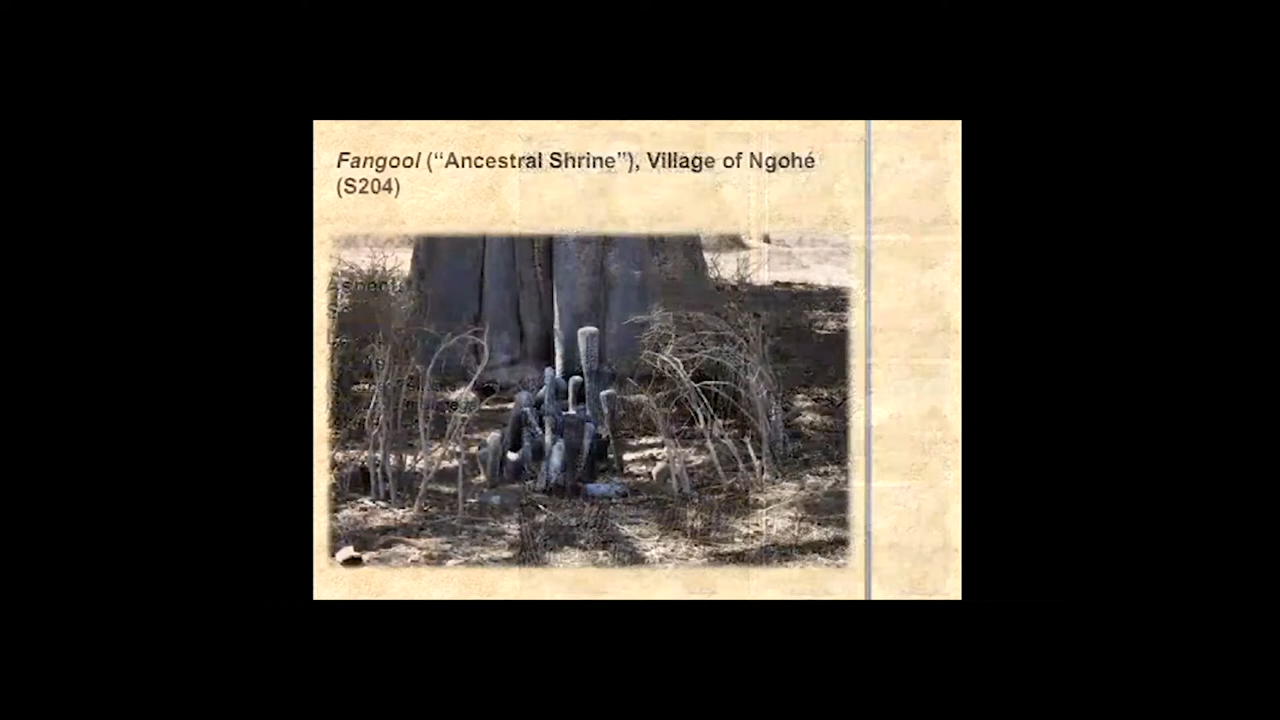 Fangool (“Ancestral Shrine”), Village of Ngohé
(S204)